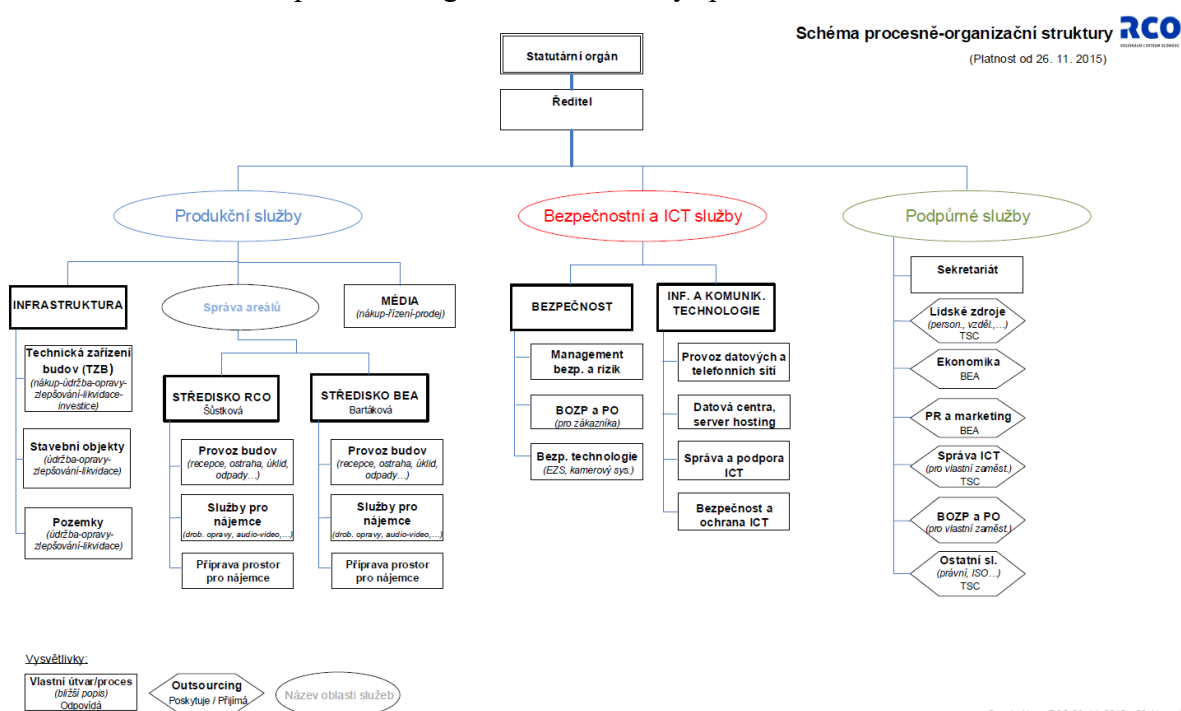 Schéma procesně-organizační struktury RCO
REGIONÁLNÍ CENTRUM OLOMOUC
(Platnost od 26. 11. 2015)
Statutární orgán
Ředitel
Produkční služby
Bezpečnostní a ICT služby
Podpůrné služby
INFRASTRUKTURA
Technická zařízení
budov (TZB)
(nákup-údržba-opravy-
zlepšování-likvidace-
investice)
Stavební objekty
(údržba-opravy-
zlepšování-likvidace)
Pozemky
(údržba-opravy-
zlepšování-likvidace)
Správa areálů
STŘEDISKO RCO
Šůstková
Provoz budov
(recepce, ostraha, úklid,
odpady...)
Služby pro
nájemce
(drob. opravy, audio-video,...)
Příprava prostor
pro nájemce
STŘEDISKO BEA
Bartáková
Provoz budov
(recepce, ostraha, úklid,
odpady...)
Služby pro
nájemce
(drob. opravy, audio-video,...)
Příprava prostor
pro nájemce
MÉDIA
(nákup-řízení-prodej)
BEZPEČNOST
Management
bezp. a rizik
BOZP a PO
(pro zákazníka)
Bezp. technologie
(EZS, kamerový sys.)
INF. A KOMUNIK.
TECHNOLOGIE
Provoz datových a
telefonních sítí
Datová centra,
server hosting
Správa a podpora
ICT
Bezpečnost a
ochrana ICT
Sekretariát
Lidské zdroje
(person., vzděl.,...)
TSC
Ekonomika
BEA
PR a marketing
BEA
Správa ICT
(pro vlastní zaměst.)
TSC
BOZP a PO
(pro vlastní zaměst.)
Ostatní sl.
(právní, ISO...)
TSC
Vysvětlivky:
Vlastní útvar/proces
(bližší popis)
Odpovídá
Outsourcing
Poskytuje / Přijímá
Název oblasti služeb